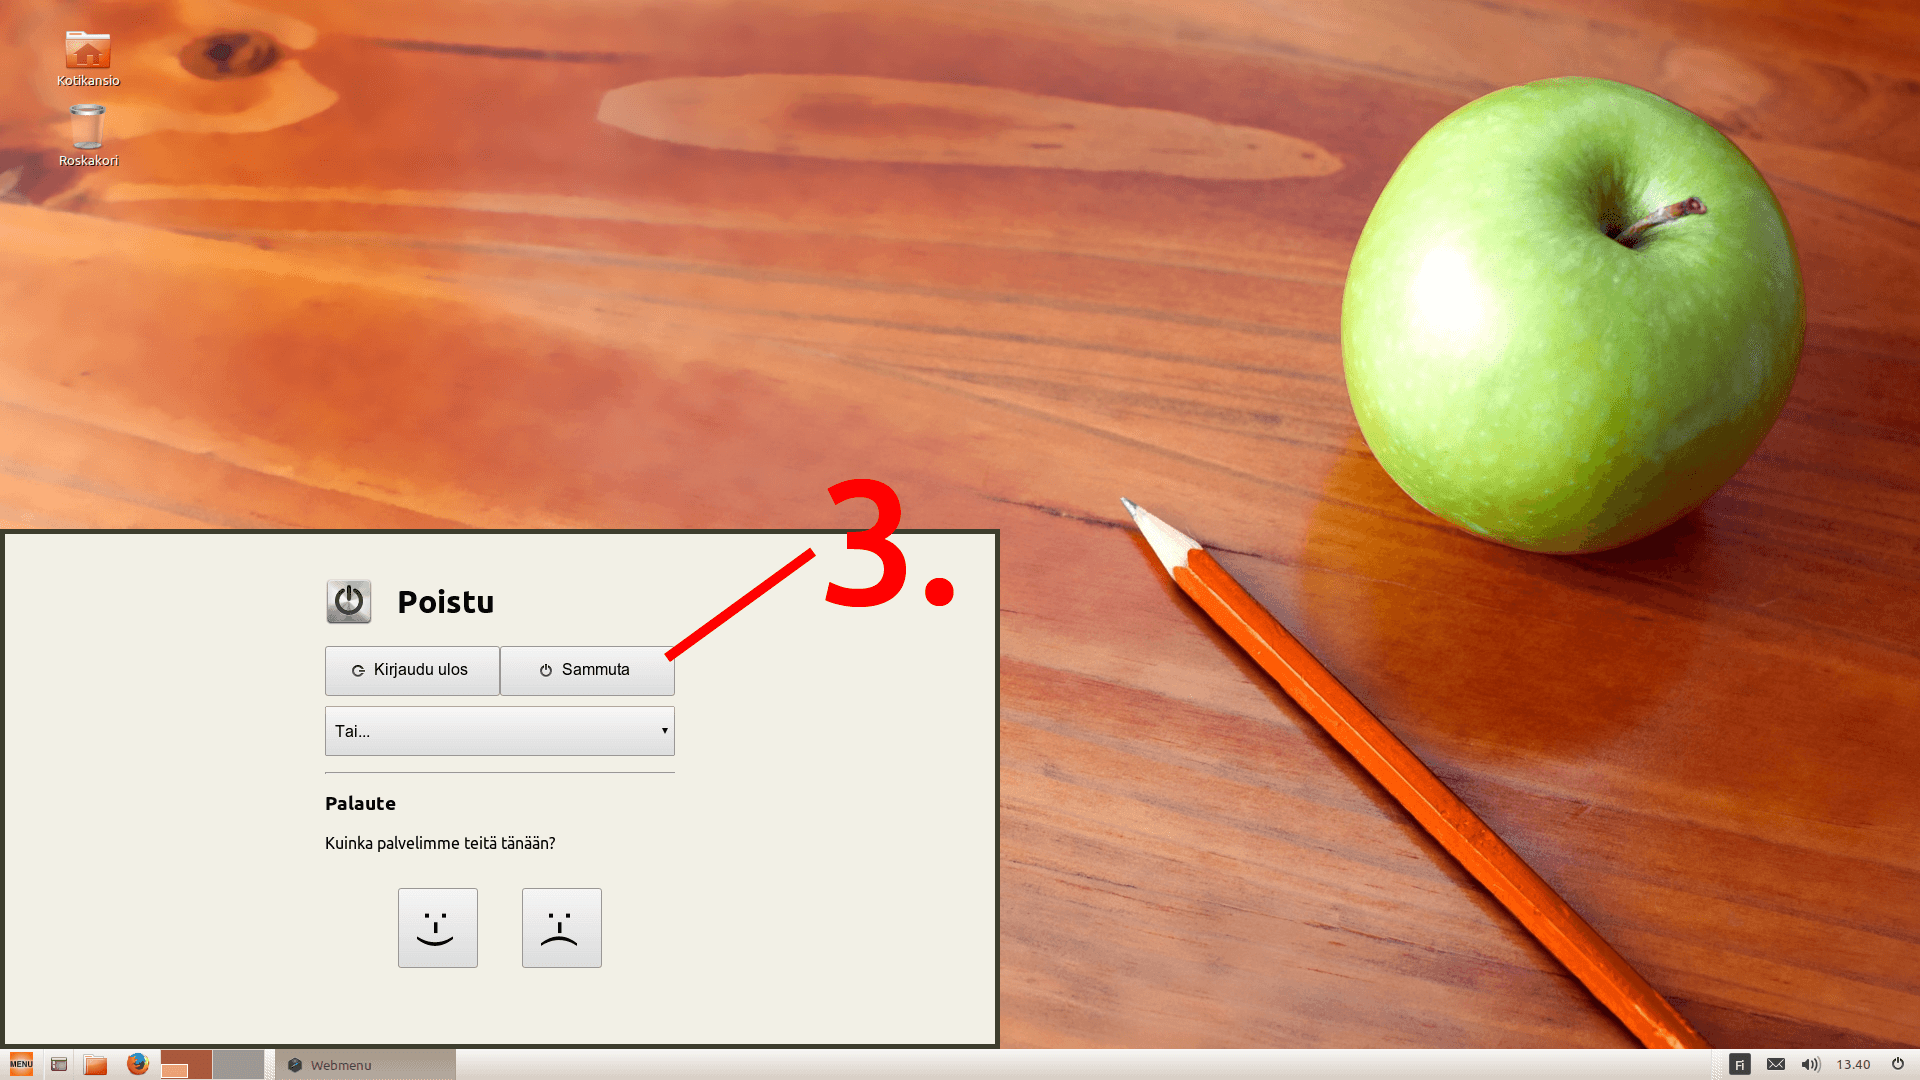 Kotikansio
Roskakori
3.
Poistu
Kirjaudu ulos
Sammuta
Tai...
Palaute
Kuinka palvelimme teitä tänään?
MENU
Webmenu
Fi
13.40